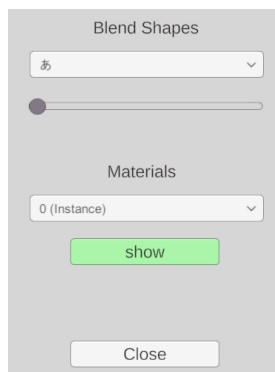 Blend Shapes
あ
Materials
0 (Instance)
show
Close